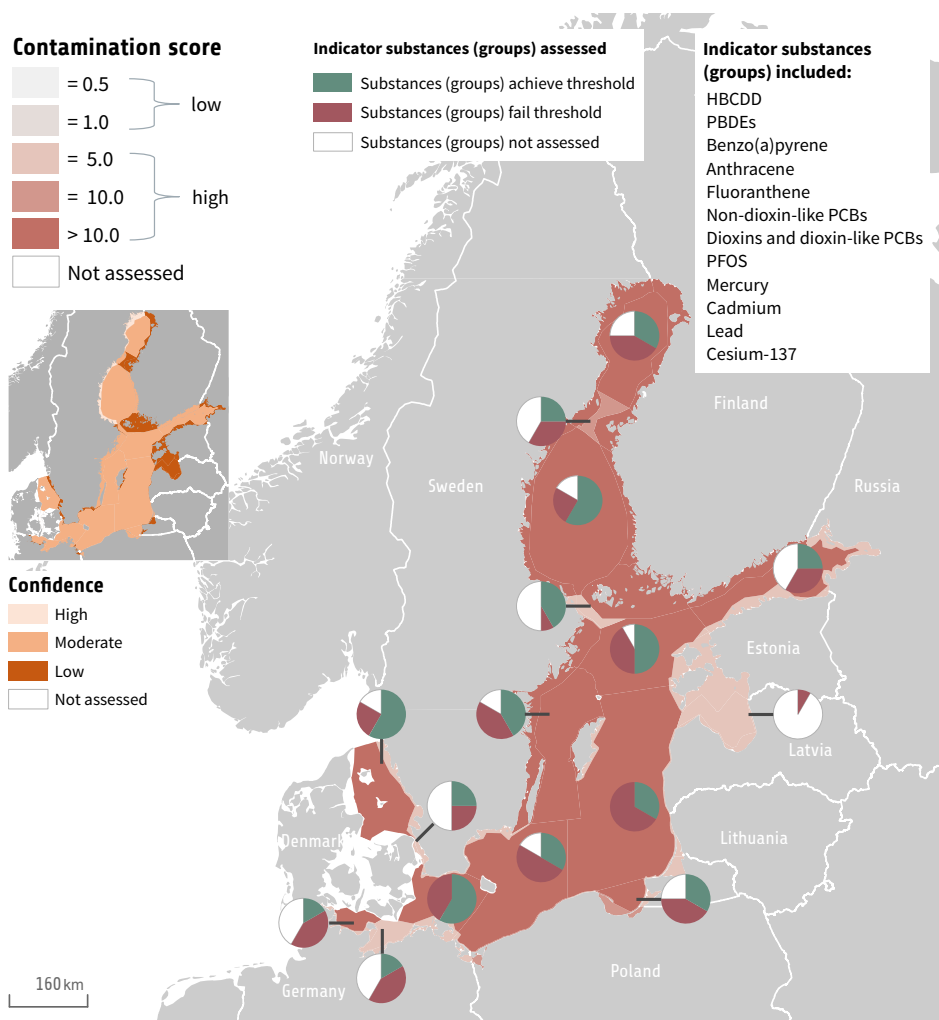 Contamination score
= 0.5
= 1.0
low
= 5.0
= 10.0
> 10.0
high
Not assessed
Indicator substances (groups) assessed
Substances (groups) achieve threshold
Substances (groups) fail threshold
Substances (groups) not assessed
Indicator substances
(groups) included:
HBCDD
PBDEs
Benzo(a)pyrene
Anthracene
Fluoranthene
Non-dioxin-like PCBs
Dioxins and dioxin-like PCBs
PFOS
Mercury
Cadmium
Lead
Cesium-137
Confidence
High
Moderate
Low
Not assessed
Norway
Sweden
Finland
Russia
Estonia
Latvia
Lithuania
Denmark
Poland
Germany
160 km